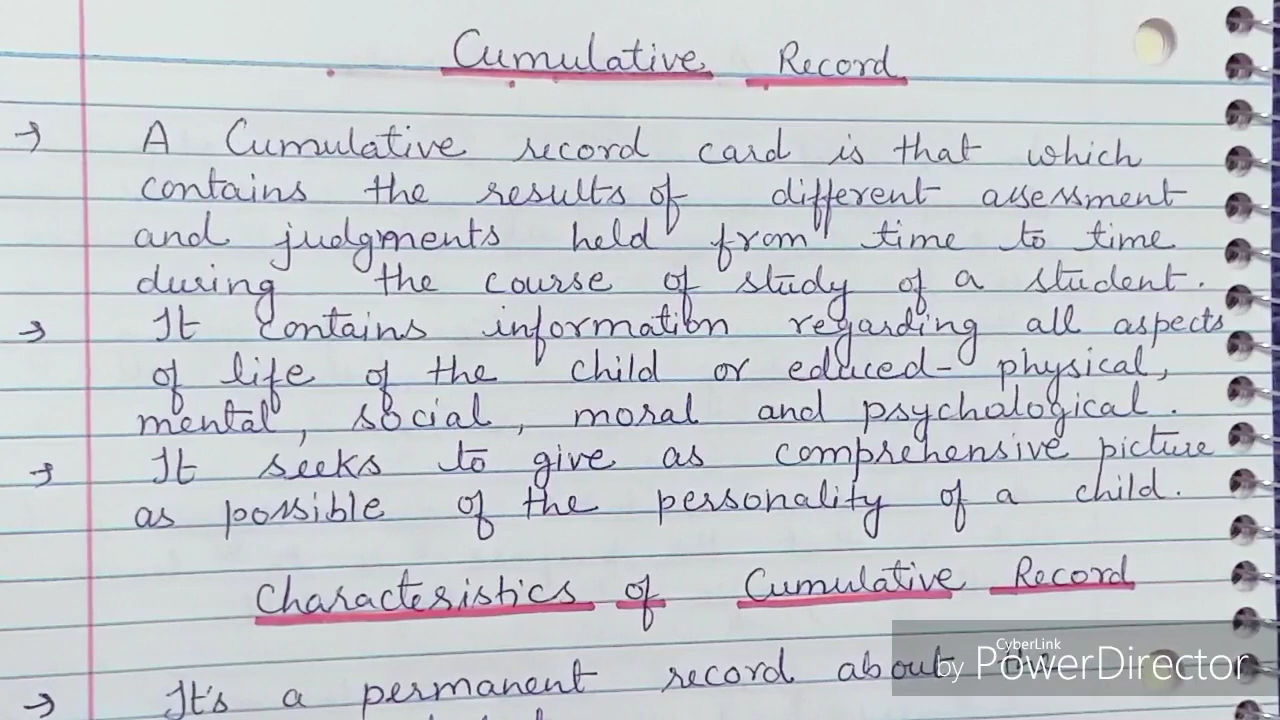 Cumulative Record
→ A Cumulative record card is that which
contains the results of different assessment
and judgments held from time to time
during the course of study of a student.
→ It contains information regarding all aspects
of life of the child or educed- physical,
mental, social, moral and psychological.
→ It seeks to give as comprehensive picture
as possible of the personality of a child.
Characteristics of Cumulative Record
→ It's a permanent record about
CyberLink
by PowerDirector